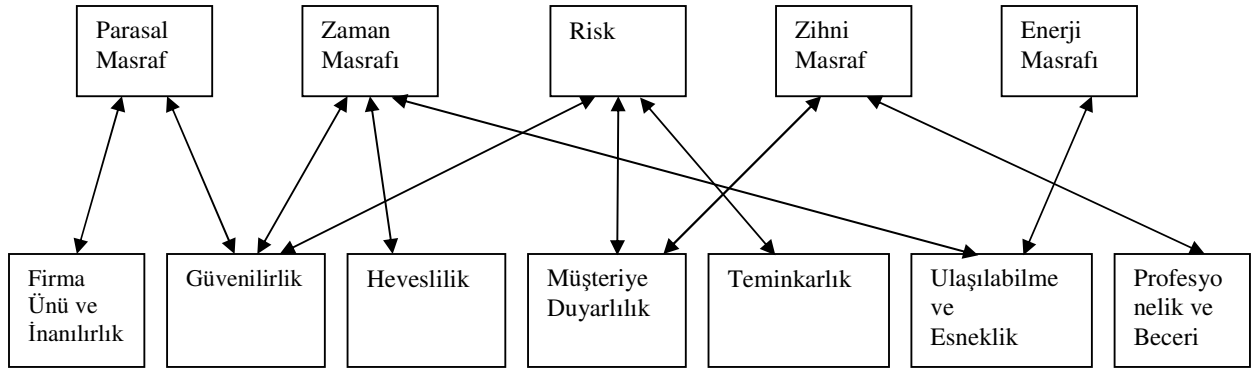 Parasal
Masraf
Zaman
Masrafı
Risk
Zihni
Masraf
Enerji
Masrafı
Firma
Ünü ve
İnanılırlık
Güvenilirlik
Heveslilik
Müşteriye
Duyarlılık
Teminkarlık
Ulaşılabilme
ve
Esneklik
Profesyo
nelik ve
Beceri